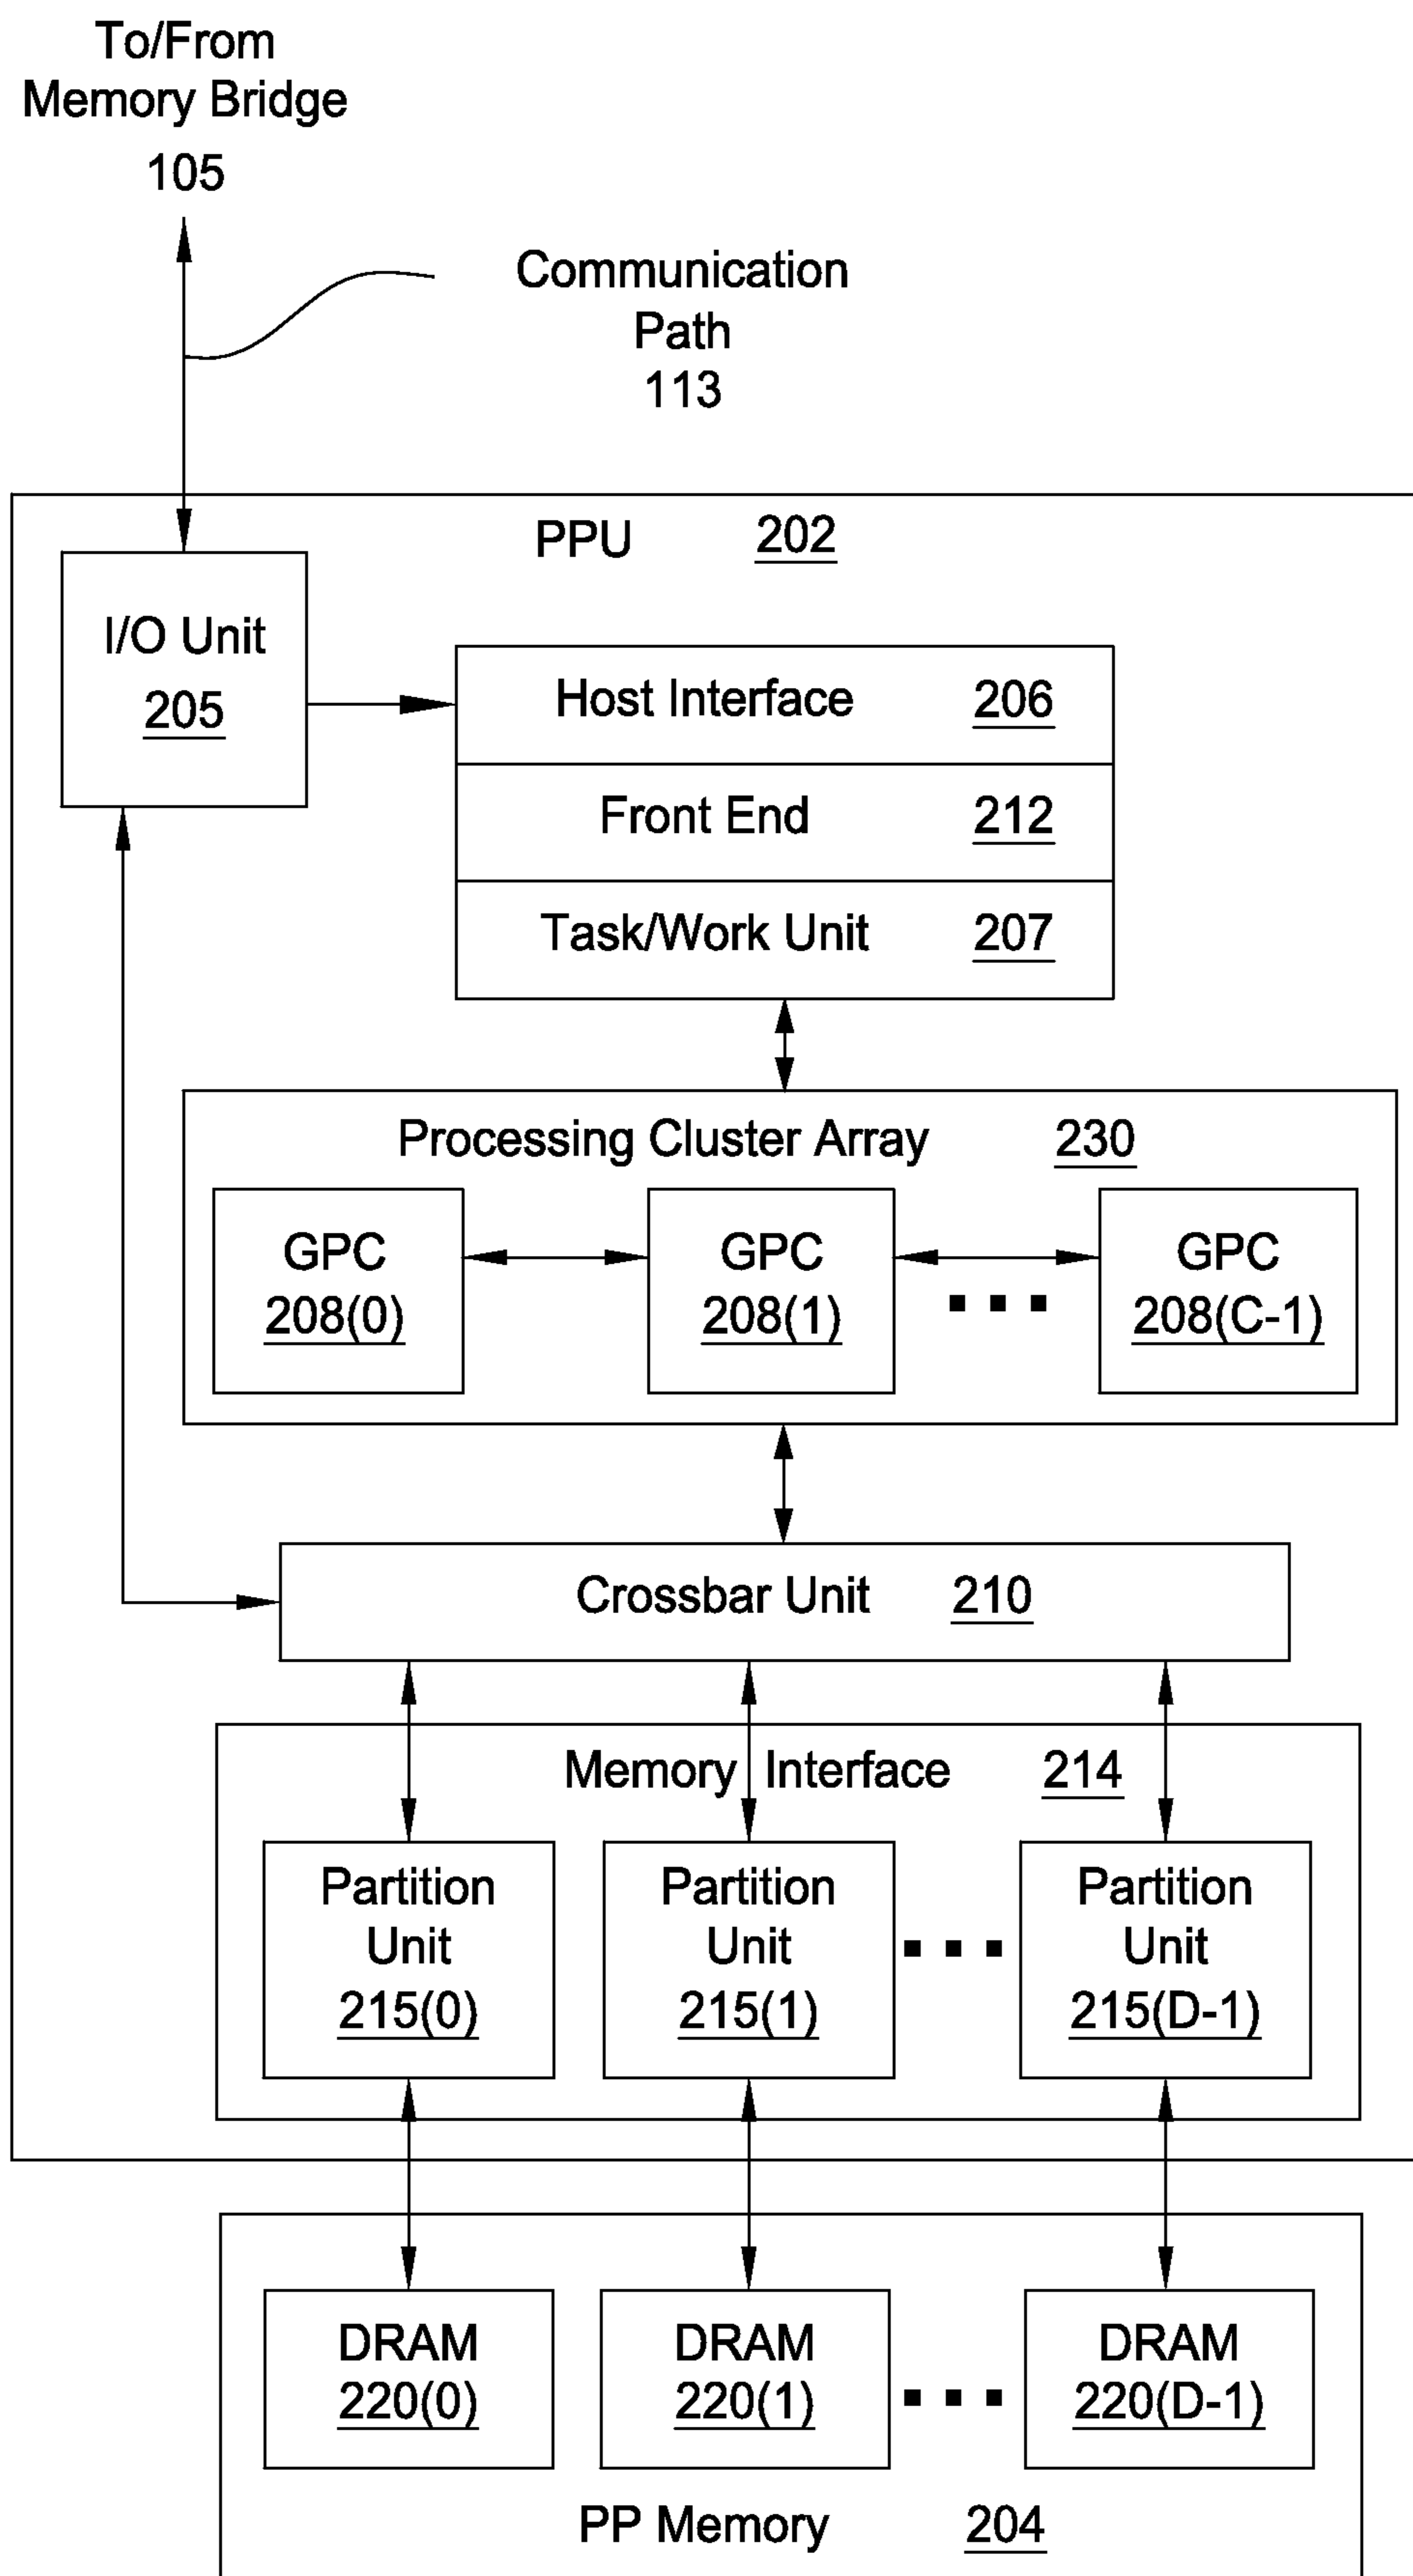 To/From
Memory Bridge
105
Communication
Path
113
PPU 202
I/O Unit
205
Host Interface 206
Front End 212
Task/Work Unit 207
Processing Cluster Array 230
GPC
208(0)
GPC
208(1)
GPC
208(C-1)
Crossbar Unit 210
Memory Interface 214
Partition
Unit
215(0)
Partition
Unit
215(1)
Partition
Unit
215(D-1)
DRAM
220(0)
DRAM
220(1)
DRAM
220(D-1)
PP Memory 204